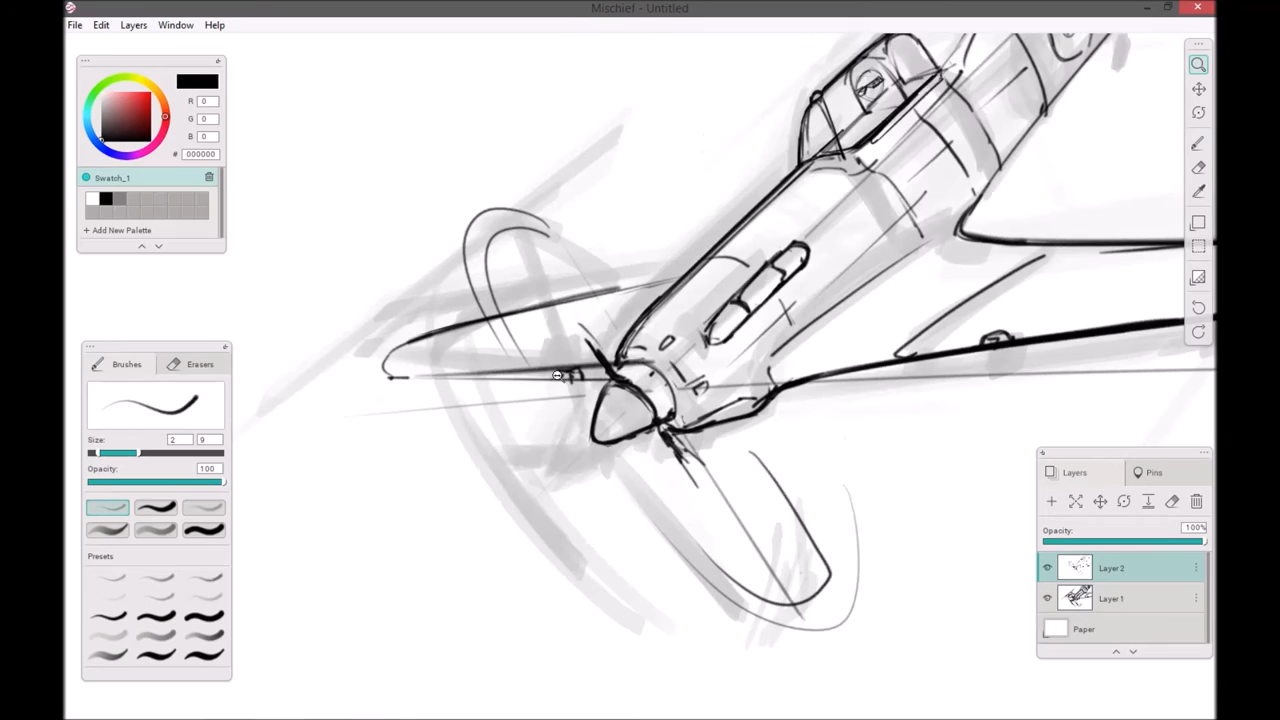 Mischief - Untitled
File Edit Layers Window Help
R 0
G 0
B 0
# 000000
Swatch_1
+ Add New Palette
Brushes Erasers
Size: 2 9
Opacity: 100
Presets
Layers Pins
Opacity: 100%
Layer 2
Layer 1
Paper